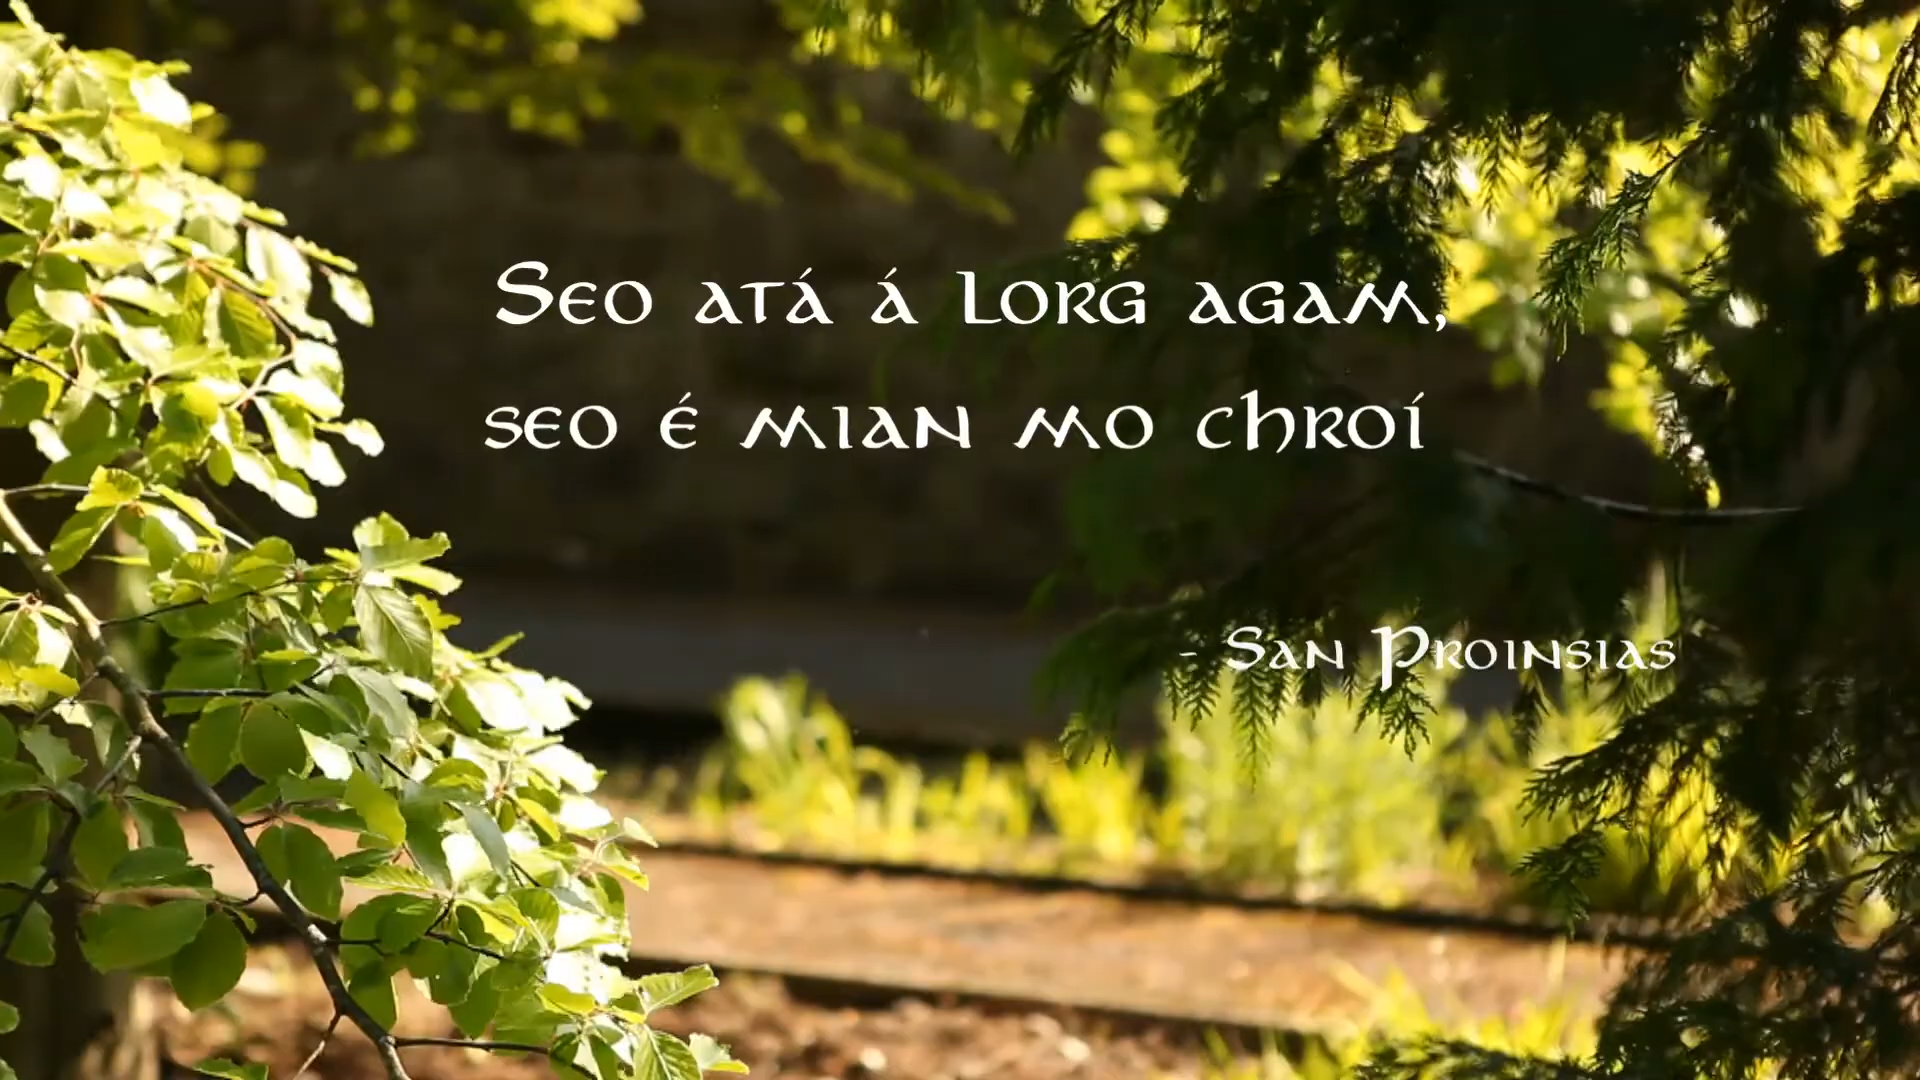 Seo atá á lorg agam,
seo é mian mo chroí
- San Proinsias